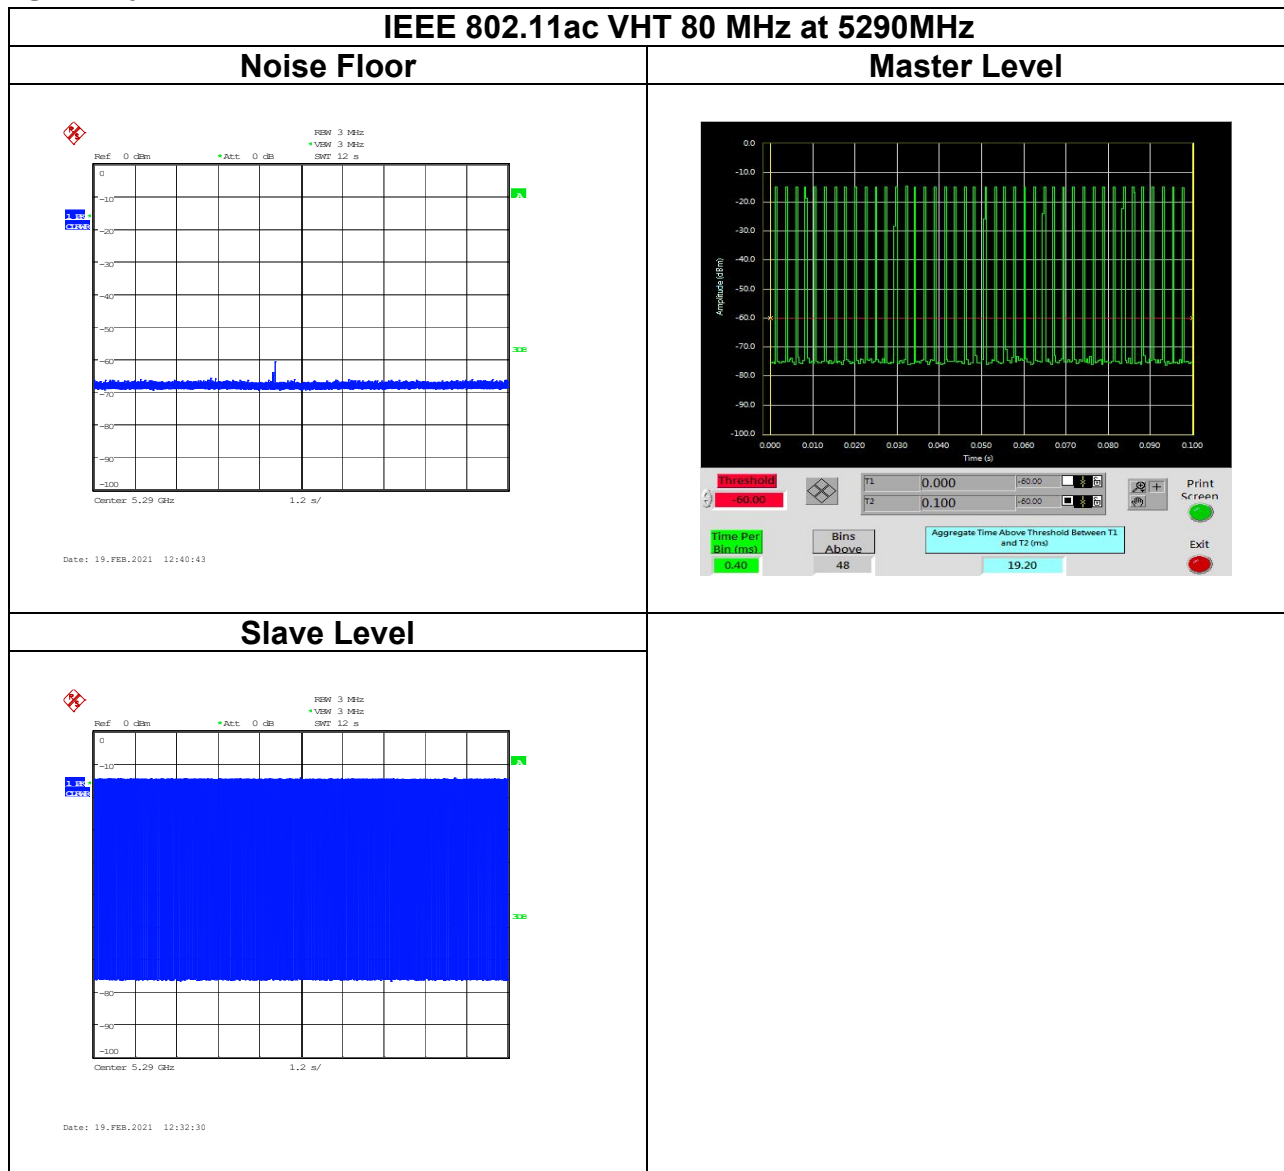 IEEE 802.11ac VHT 80 MHz at 5290MHz
Noise Floor
Master Level
RBW 3 MHz
*VBW 3 MHz
Ref 0 dBm *Att 0 dB SWT 12 s
0
-10
-20
-30
-40
-50
-60
-70
-80
-90
-100
A
3DB
Center 5.29 GHz 1.2 s/
Date: 19.FEB.2021 12:40:43
0.0
-10.0
-20.0
-30.0
-40.0
-50.0
-60.0
-70.0
-80.0
-90.0
-100.0
Amplitude (dBm)
0.000 0.010 0.020 0.030 0.040 0.050 0.060 0.070 0.080 0.090 0.100
Time (s)
Threshold
-60.00
T1 0.000 -60.00
T2 0.100 -60.00
Print
Screen
Time Per
Bin (ms)
0.40
Bins
Above
48
Aggregate Time Above Threshold Between T1
and T2 (ms)
19.20
Exit
Slave Level
RBW 3 MHz
*VBW 3 MHz
Ref 0 dBm *Att 0 dB SWT 12 s
0
-10
-80
-90
-100
A
3DB
Center 5.29 GHz 1.2 s/
Date: 19.FEB.2021 12:32:30